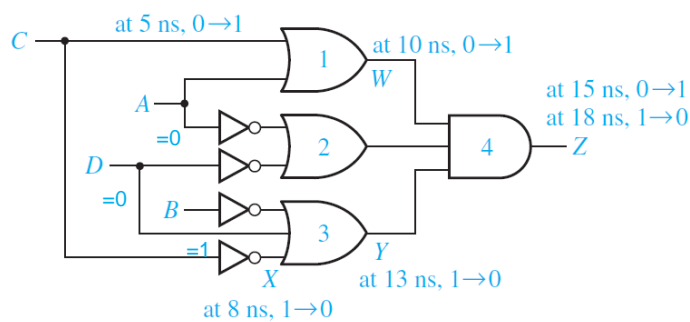 C
at 5 ns, 0→1
1
at 10 ns, 0→1
W
A
=0
at 15 ns, 0→1
at 18 ns, 1→0
2
4
Z
D
=0
B
3
=1
X
Y
at 13 ns, 1→0
at 8 ns, 1→0